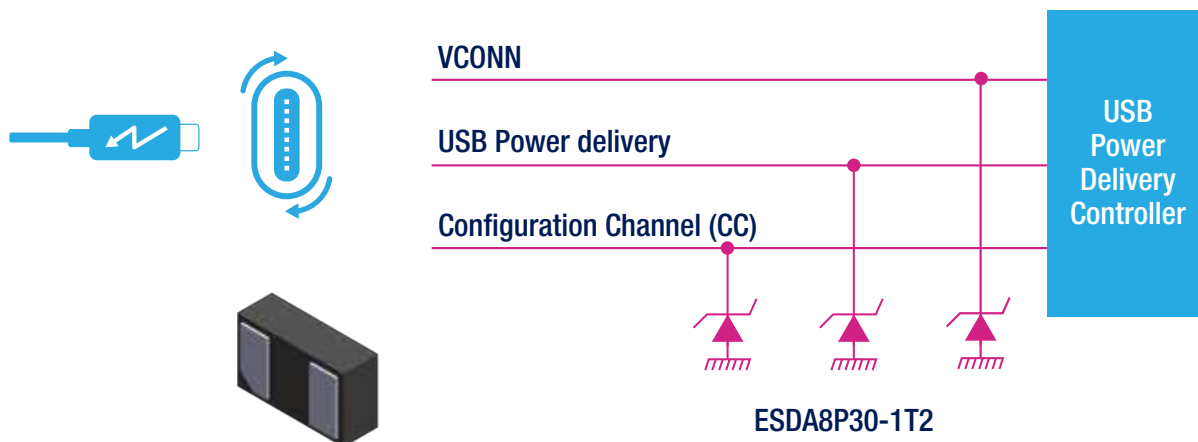 VCONN
USB Power delivery
Configuration Channel (CC)
USB
Power
Delivery
Controller
ESDA8P30-1T2